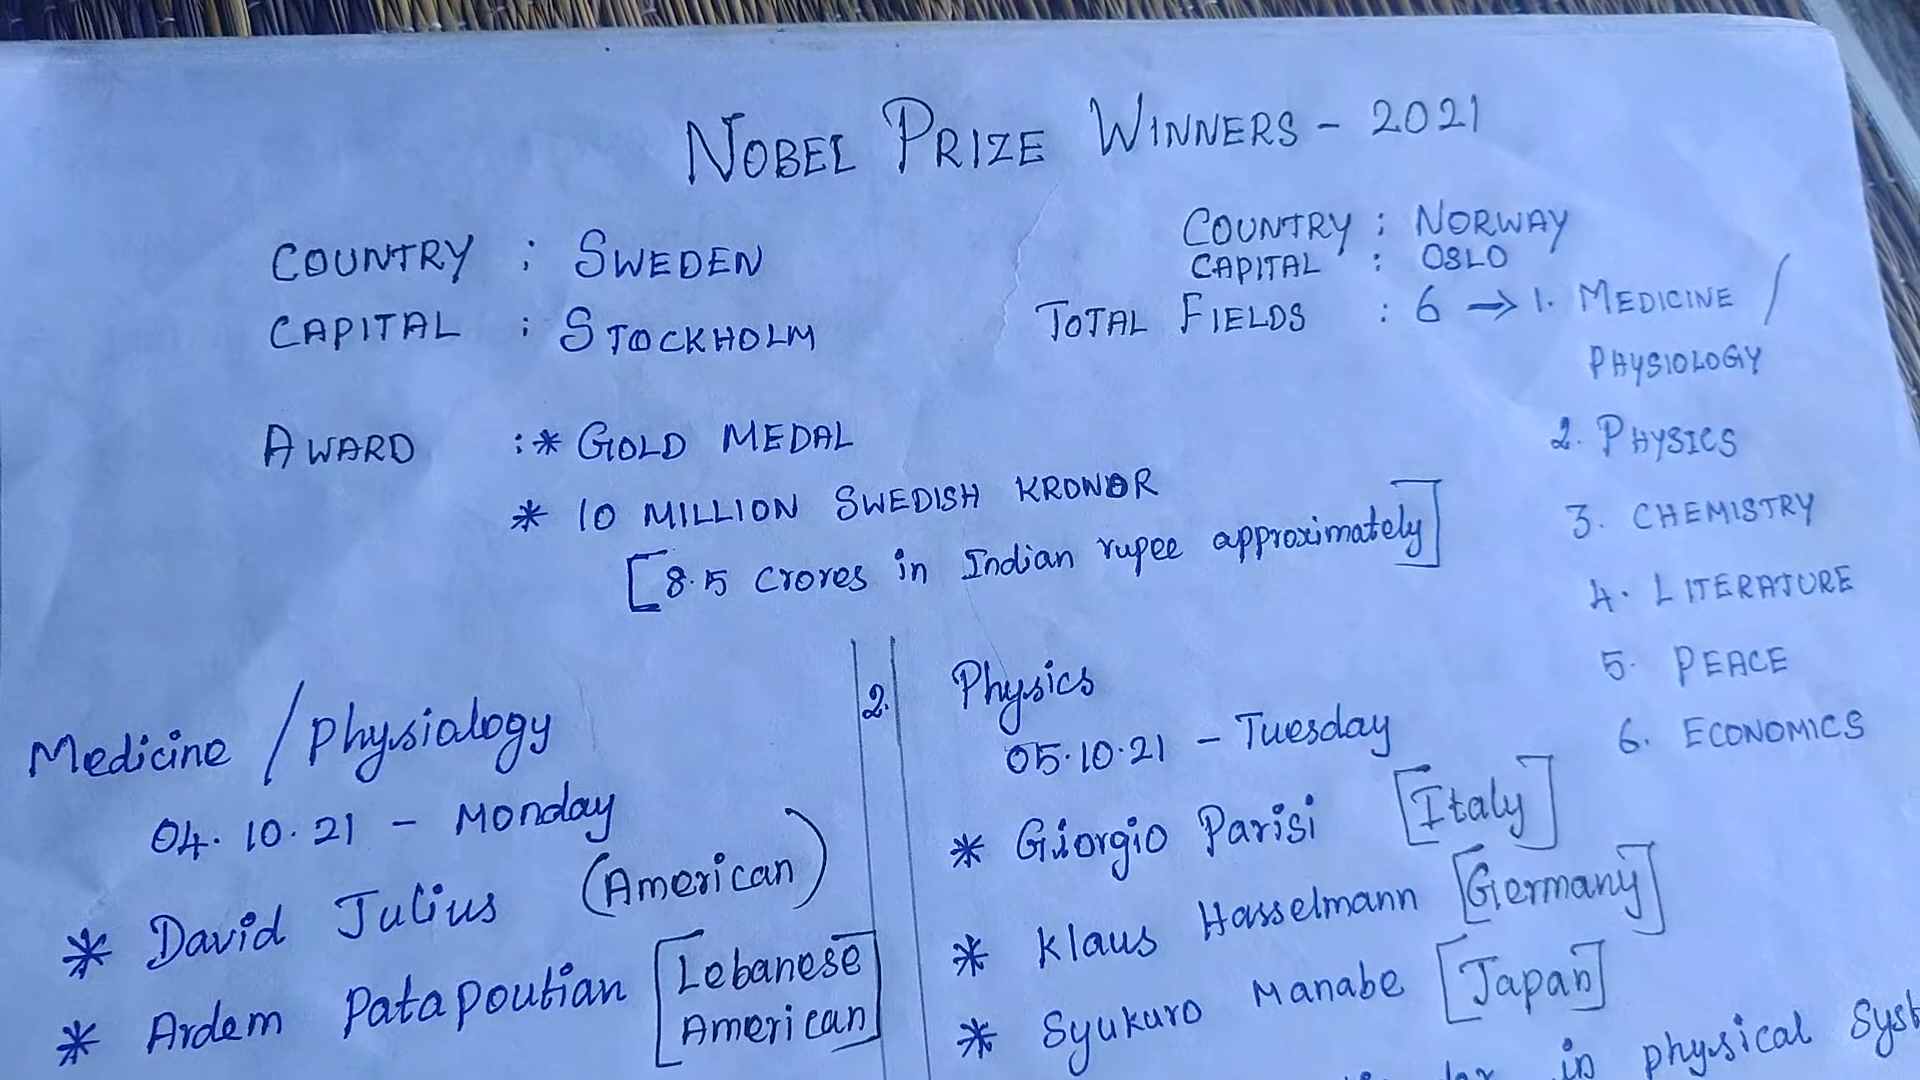 NOBEL PRIZE WINNERS - 2021
COUNTRY : SWEDEN
CAPITAL : STOCKHOLM
COUNTRY : NORWAY
CAPITAL : OSLO
TOTAL FIELDS : 6 → 1. MEDICINE /
PHYSIOLOGY
2. PHYSICS
3. CHEMISTRY
4. LITERATURE
5. PEACE
6. ECONOMICS
AWARD : * GOLD MEDAL
* 10 MILLION SWEDISH KRONOR
[8.5 crores in Indian rupee approximately]
Medicine / Physiology
04.10.21 - Monday
* David Julius (American)
* Ardem Patapoutian [Lebanese
American]
2. Physics
05.10.21 - Tuesday
* Giorgio Parisi [Italy]
* Klaus Hasselmann [Germany]
* Syukuro Manabe [Japan]
in physical